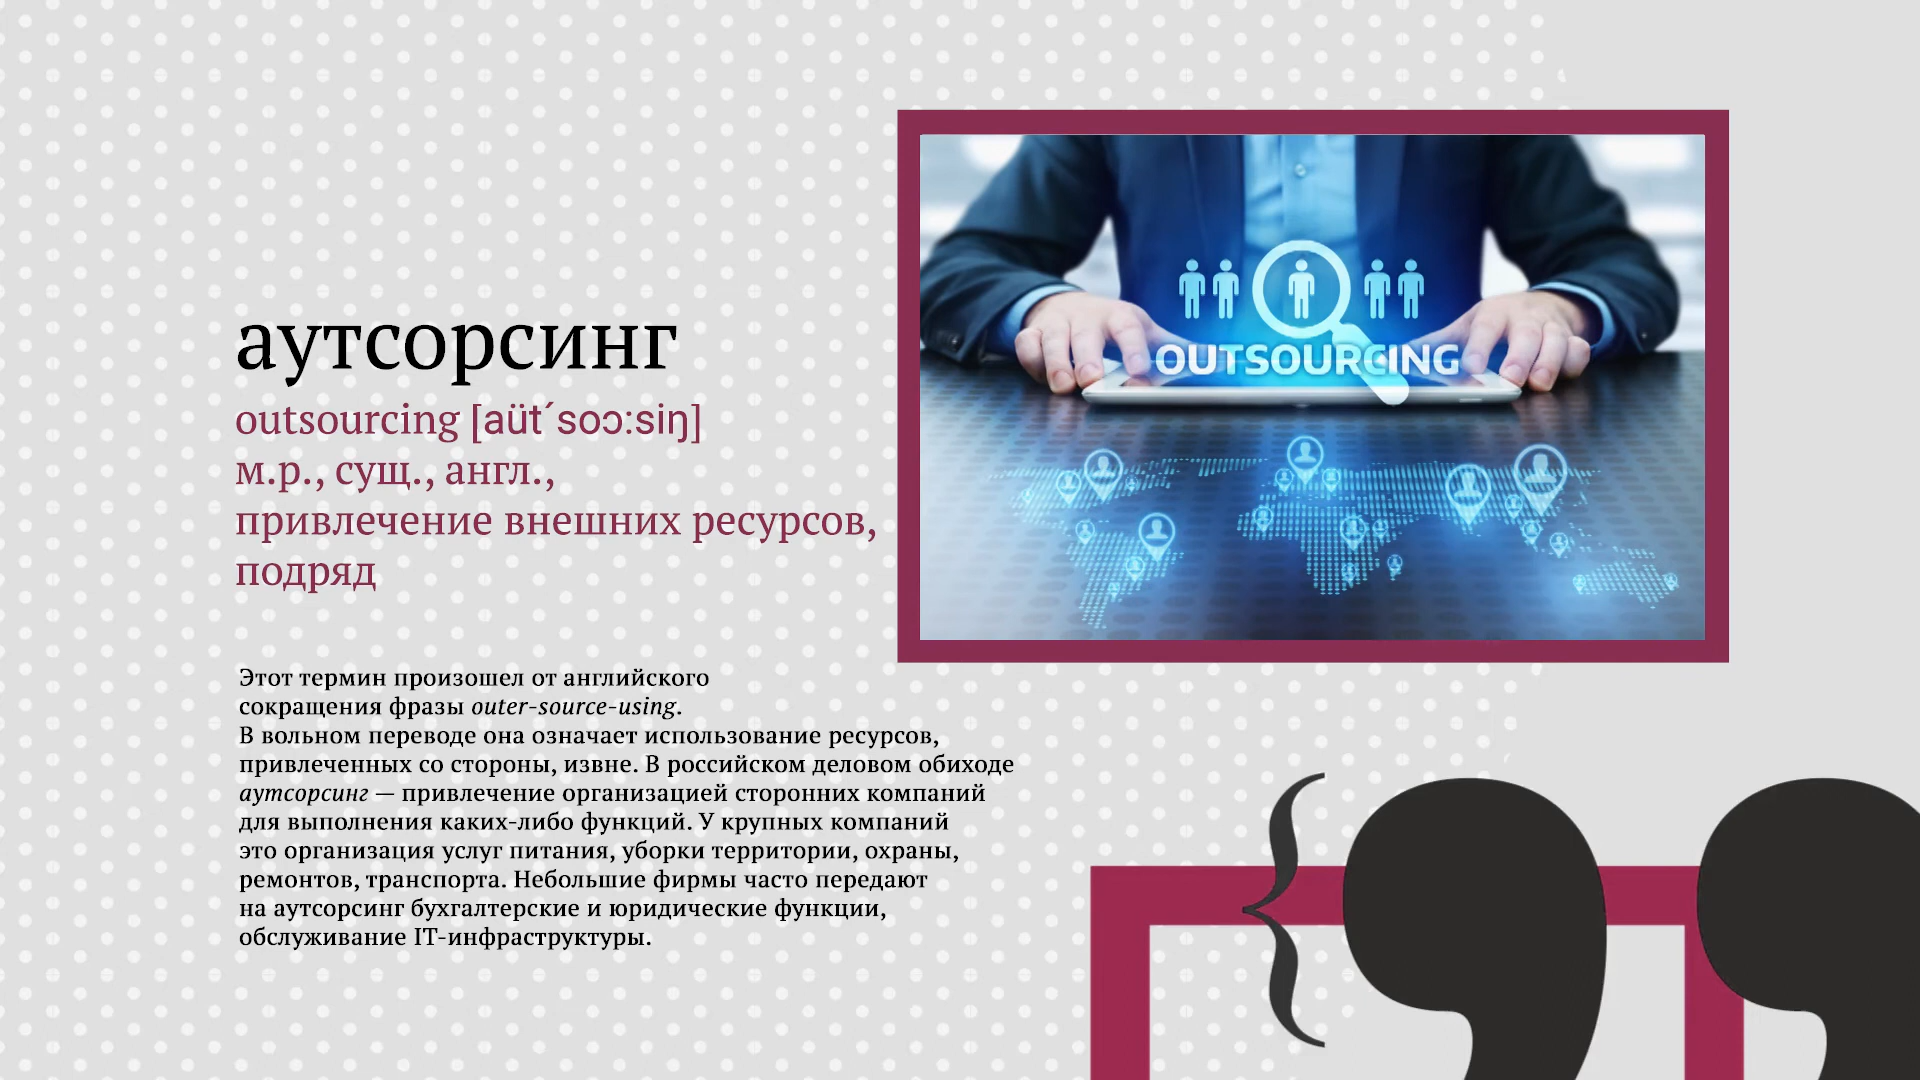 аутсорсинг
outsourcing [aüt´soɔ:siŋ]
м.р., сущ., англ.,
привлечение внешних ресурсов,
подряд
OUTSOURCING
Этот термин произошел от английского
сокращения фразы outer-source-using.
В вольном переводе она означает использование ресурсов,
привлеченных со стороны, извне. В российском деловом обиходе
аутсорсинг — привлечение организацией сторонних компаний
для выполнения каких-либо функций. У крупных компаний
это организация услуг питания, уборки территории, охраны,
ремонтов, транспорта. Небольшие фирмы часто передают
на аутсорсинг бухгалтерские и юридические функции,
обслуживание IT-инфраструктуры.